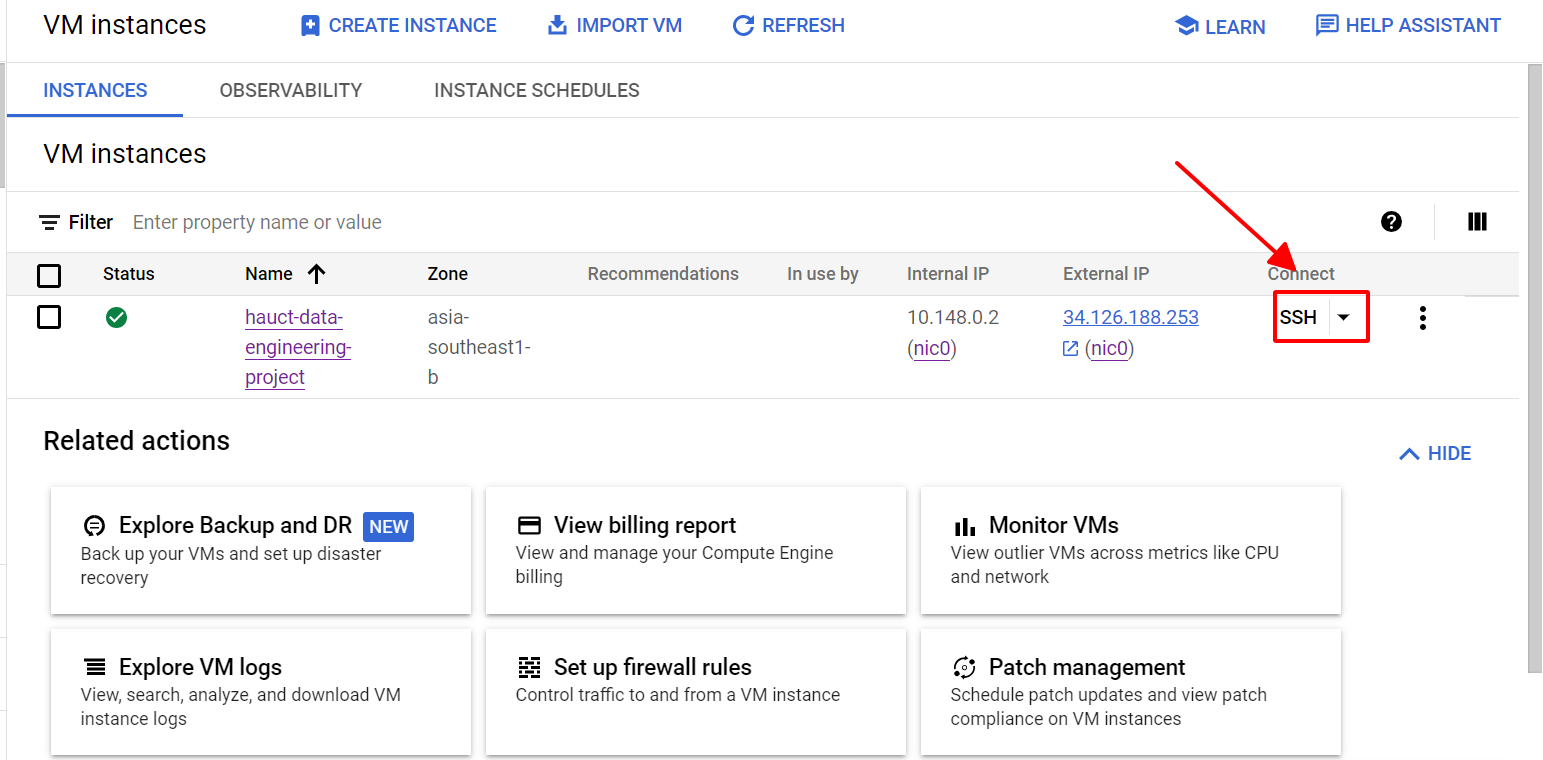 VM instances CREATE INSTANCE IMPORT VM REFRESH LEARN HELP ASSISTANT
INSTANCES OBSERVABILITY INSTANCE SCHEDULES
VM instances
Filter Enter property name or value
Status Name Zone Recommendations In use by Internal IP External IP Connect
hauct-data- asia- 10.148.0.2 34.126.188.253 SSH
engineering- southeast1- (nic0) (nic0)
project b
Related actions
HIDE
Explore Backup and DR NEW
Back up your VMs and set up disaster
recovery
View billing report
View and manage your Compute Engine
billing
Monitor VMs
View outlier VMs across metrics like CPU
and network
Explore VM logs
View, search, analyze, and download VM
instance logs
Set up firewall rules
Control traffic to and from a VM instance
Patch management
Schedule patch updates and view patch
compliance on VM instances